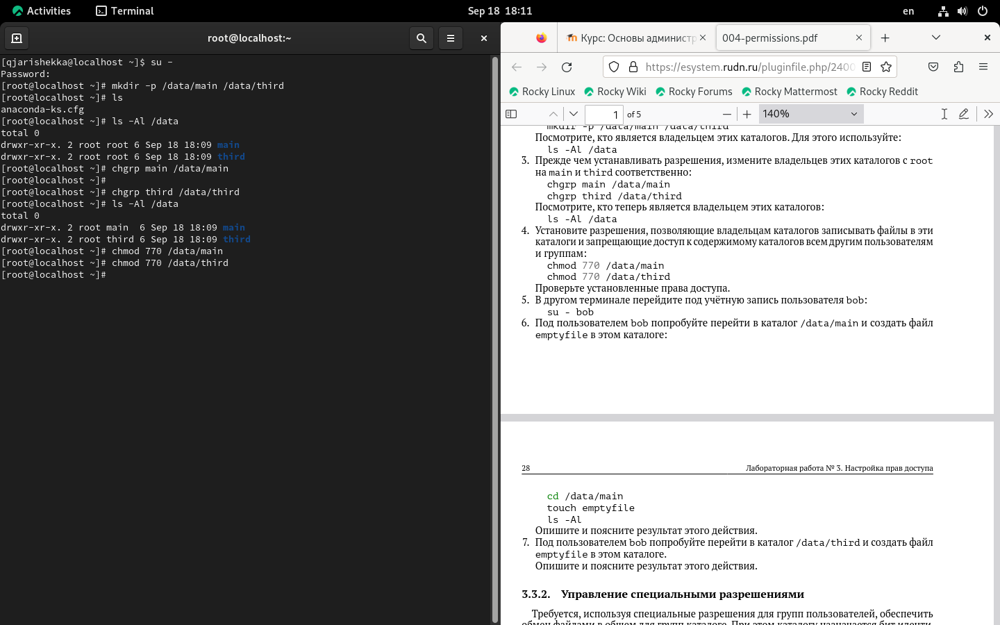 Activities Terminal Sep 18 18:11 en
root@localhost:~
[qjarishekka@localhost ~]$ su -
Password:
[root@localhost ~]# mkdir -p /data/main /data/third
[root@localhost ~]# ls
anaconda-ks.cfg
[root@localhost ~]# ls -Al /data
total 0
drwxr-xr-x. 2 root root 6 Sep 18 18:09 main
drwxr-xr-x. 2 root root 6 Sep 18 18:09 third
[root@localhost ~]# chgrp main /data/main
[root@localhost ~]#
[root@localhost ~]# chgrp third /data/third
[root@localhost ~]# ls -Al /data
total 0
drwxr-xr-x. 2 root main  6 Sep 18 18:09 main
drwxr-xr-x. 2 root third 6 Sep 18 18:09 third
[root@localhost ~]# chmod 770 /data/main
[root@localhost ~]# chmod 770 /data/third
[root@localhost ~]#
Курс: Основы администр 004-permissions.pdf
https://esystem.rudn.ru/pluginfile.php/2400
Rocky Linux Rocky Wiki Rocky Forums Rocky Mattermost Rocky Reddit
1 of 5 140%
mkdir -p /data/main /data/third
Посмотрите, кто является владельцем этих каталогов. Для этого используйте:
ls -Al /data
3. Прежде чем устанавливать разрешения, измените владельцев этих каталогов с root
на main и third соответственно:
chgrp main /data/main
chgrp third /data/third
Посмотрите, кто теперь является владельцем этих каталогов:
ls -Al /data
4. Установите разрешения, позволяющие владельцам каталогов записывать файлы в эти
каталоги и запрещающие доступ к содержимому каталогов всем другим пользователям
и группам:
chmod 770 /data/main
chmod 770 /data/third
Проверьте установленные права доступа.
5. В другом терминале перейдите под учётную запись пользователя bob:
su - bob
6. Под пользователем bob попробуйте перейти в каталог /data/main и создать файл
emptyfile в этом каталоге:
28 Лабораторная работа № 3. Настройка прав доступа
cd /data/main
touch emptyfile
ls -Al
Опишите и поясните результат этого действия.
7. Под пользователем bob попробуйте перейти в каталог /data/third и создать файл
emptyfile в этом каталоге.
Опишите и поясните результат этого действия.
3.3.2. Управление специальными разрешениями
Требуется, используя специальные разрешения для групп пользователей, обеспечить
обмен файлами в общем для групп каталоге. При этом каталогу назначается бит иденти-